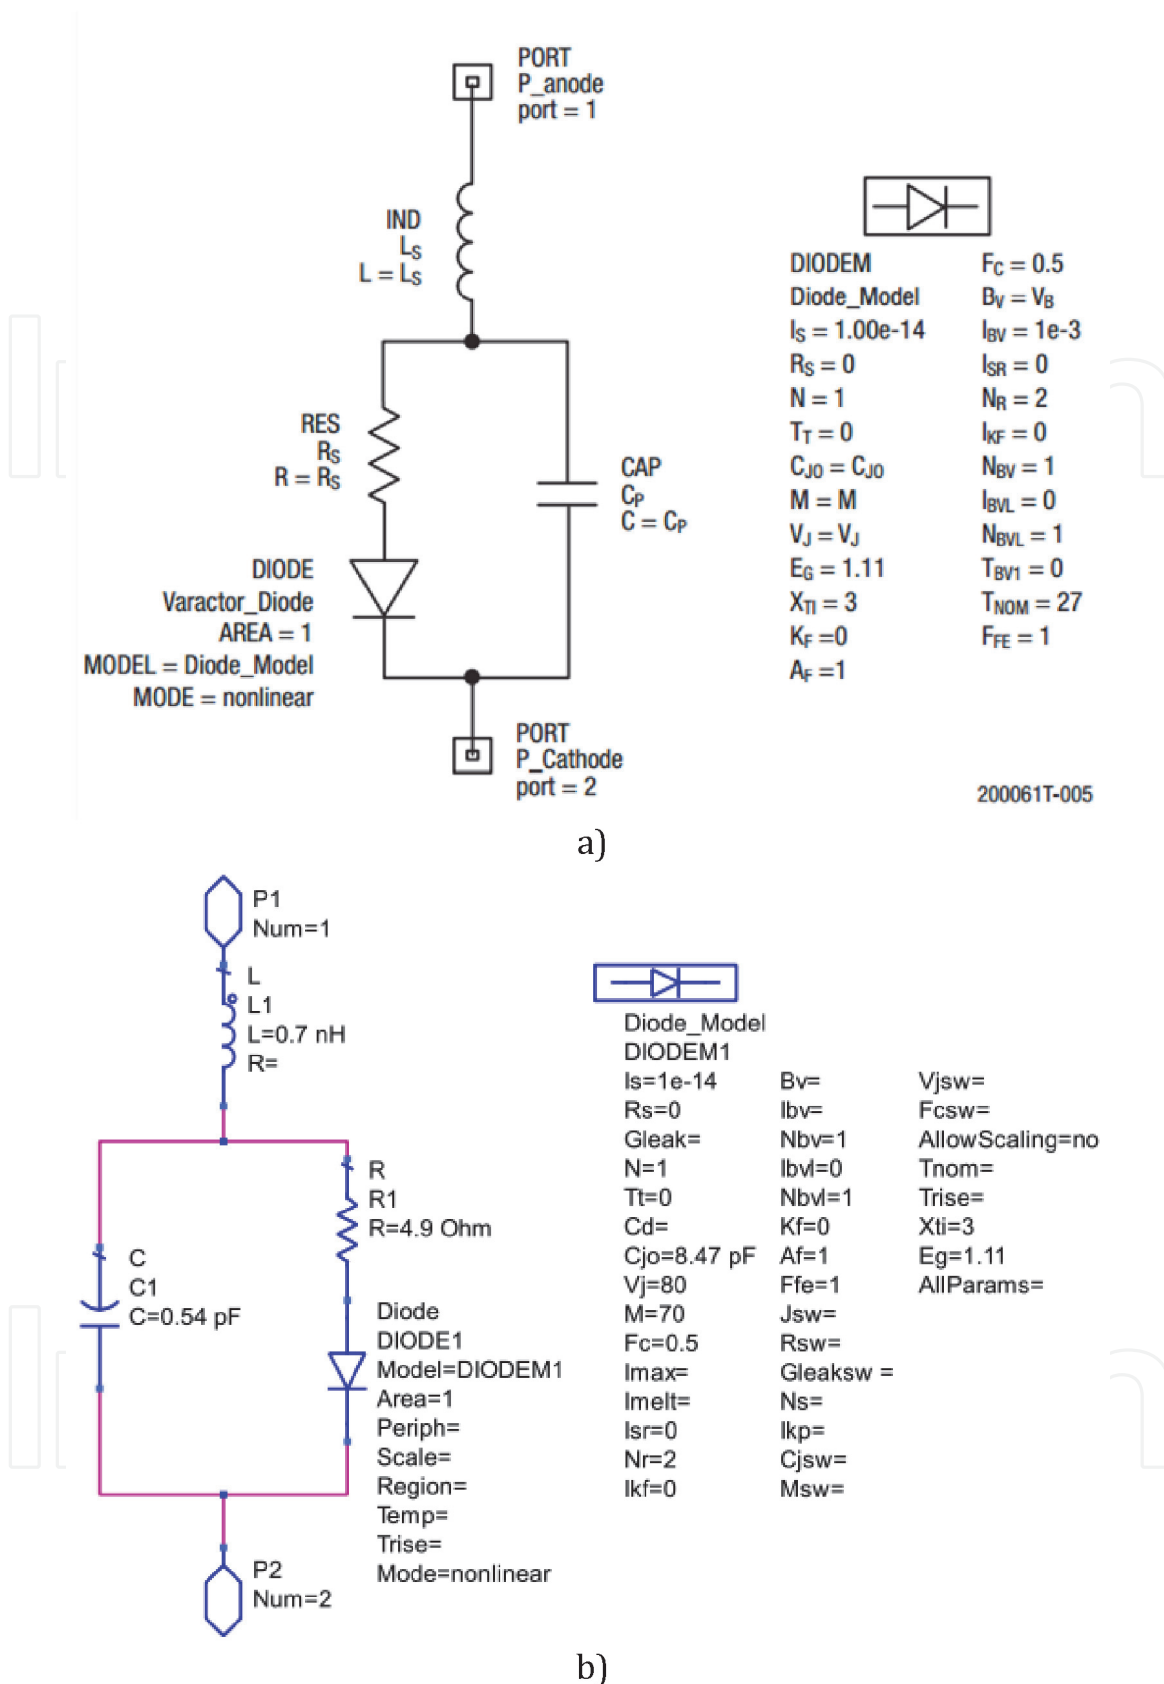 PORT
P_anode
port = 1
IND
LS
L = LS
RES
RS
R = RS
CAP
CP
C = CP
DIODE
Varactor_Diode
AREA = 1
MODEL = Diode_Model
MODE = nonlinear
PORT
P_Cathode
port = 2
DIODEM
Diode_Model
IS = 1.00e-14
RS = 0
N = 1
TT = 0
CJO = CJO
M = M
VJ = VJ
EG = 1.11
XTI = 3
KF =0
AF =1
FC = 0.5
BV = VB
IBV = 1e-3
ISR = 0
NR = 2
IKF = 0
NBV = 1
IBVL = 0
NBVL = 1
TBV1 = 0
TNOM = 27
FFE = 1
200061T-005
a)
P1
Num=1
L
L1
L=0.7 nH
R=
R
R1
R=4.9 Ohm
C
C1
C=0.54 pF
Diode
DIODE1
Model=DIODEM1
Area=1
Periph=
Scale=
Region=
Temp=
Trise=
Mode=nonlinear
P2
Num=2
Diode_Model
DIODEM1
Is=1e-14
Rs=0
Gleak=
N=1
Tt=0
Cd=
Cjo=8.47 pF
Vj=80
M=70
Fc=0.5
Imax=
Imelt=
Isr=0
Nr=2
Ikf=0
Bv=
Ibv=
Nbv=1
Ibvl=0
Nbvl=1
Kf=0
Af=1
Ffe=1
Jsw=
Rsw=
Gleaksw =
Ns=
Ikp=
Cjsw=
Msw=
Vjsw=
Fcsw=
AllowScaling=no
Tnom=
Trise=
Xti=3
Eg=1.11
AllParams=
b)